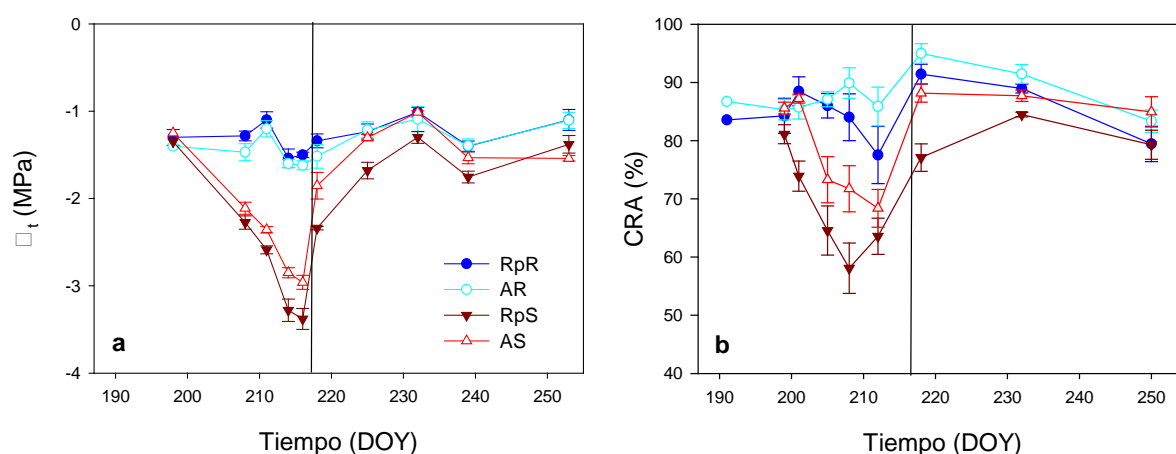 0
-1
-2
-3
-4
□t (MPa)
190 200 210 220 230 240 250
Tiempo (DOY)
a
RpR
AR
RpS
AS
100
90
80
70
60
50
40
CRA (%)
190 200 210 220 230 240 250
Tiempo (DOY)
b